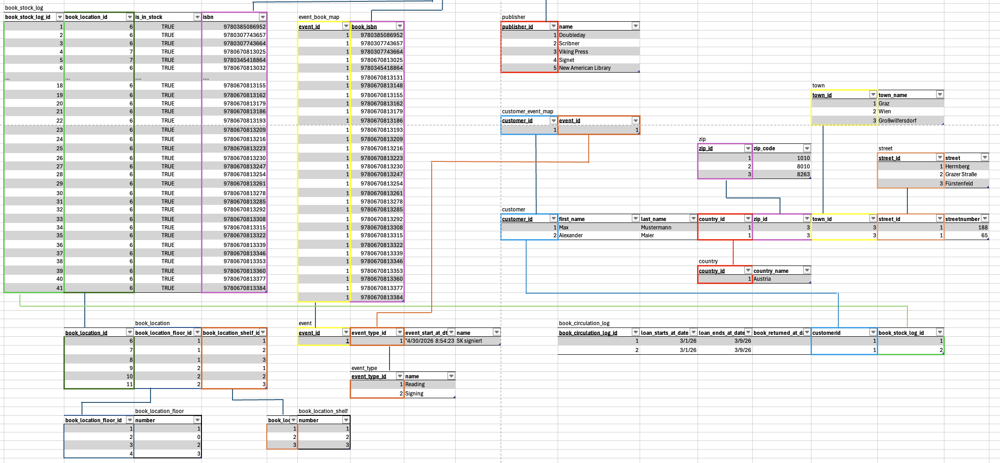 book_stock_log
book_stock_log_id book_location_id is_in_stock isbn
1 6 TRUE 9780385086952
2 6 TRUE 9780307743657
3 6 TRUE 9780307743664
4 7 TRUE 9780670813025
5 7 TRUE 9780345418864
6 6 TRUE 9780670813032
... ... .... ....
18 6 TRUE 9780670813155
19 6 TRUE 9780670813162
20 6 TRUE 9780670813179
21 6 TRUE 9780670813186
22 6 TRUE 9780670813193
23 6 TRUE 9780670813209
24 6 TRUE 9780670813216
25 6 TRUE 9780670813223
26 6 TRUE 9780670813230
27 6 TRUE 9780670813247
28 6 TRUE 9780670813254
29 6 TRUE 9780670813261
30 6 TRUE 9780670813278
31 6 TRUE 9780670813285
32 6 TRUE 9780670813292
33 6 TRUE 9780670813308
34 6 TRUE 9780670813315
35 6 TRUE 9780670813322
36 6 TRUE 9780670813339
37 6 TRUE 9780670813346
38 6 TRUE 9780670813353
39 6 TRUE 9780670813360
40 6 TRUE 9780670813377
41 6 TRUE 9780670813384
event_book_map
event_id book_isbn
1 9780385086952
1 9780307743657
1 9780307743664
1 9780670813025
1 9780345418864
1 9780670813131
1 9780670813148
1 9780670813155
1 9780670813162
1 9780670813179
1 9780670813186
1 9780670813193
1 9780670813209
1 9780670813216
1 9780670813223
1 9780670813230
1 9780670813247
1 9780670813254
1 9780670813261
1 9780670813278
1 9780670813285
1 9780670813292
1 9780670813308
1 9780670813315
1 9780670813322
1 9780670813339
1 9780670813346
1 9780670813353
1 9780670813360
1 9780670813377
1 9780670813384
publisher
publisher_id name
1 Doubleday
2 Scribner
3 Viking Press
4 Signet
5 New American Library
town
town_id town_name
1 Graz
2 Wien
3 Großwilfersdorf
customer_event_map
customer_id event_id
1 1
zip
zip_id zip_code
1 1010
2 8010
3 8263
street
street_id street
1 Herrnberg
2 Grazer Straße
3 Fürstenfeld
customer
customer_id first_name last_name country_id zip_id town_id street_id streetnumber
1 Max Mustermann 1 3 3 1 188
2 Alexander Maier 1 3 3 1 65
country
country_id country_name
1 Austria
book_location
book_location_id book_location_floor_id book_location_shelf_id
6 1 1
7 1 2
8 1 3
9 2 1
10 2 2
11 2 3
event
event_id event_type_id event_start_at_dt name
1 1 "4/30/2026 8:54:23 SK signiert
event_type
event_type_id name
1 Reading
2 Signing
book_circulation_log
book_circulation_log_id loan_starts_at_date loan_ends_at_date book_returned_at_da customerid book_stock_log_id
1 3/1/26 3/9/26 1 1
2 3/1/26 3/9/26 1 2
book_location_floor
book_location_floor_id number
1 1
2 0
3 2
4 3
book_location_shelf
book_loc number
1 1
2 2
3 3